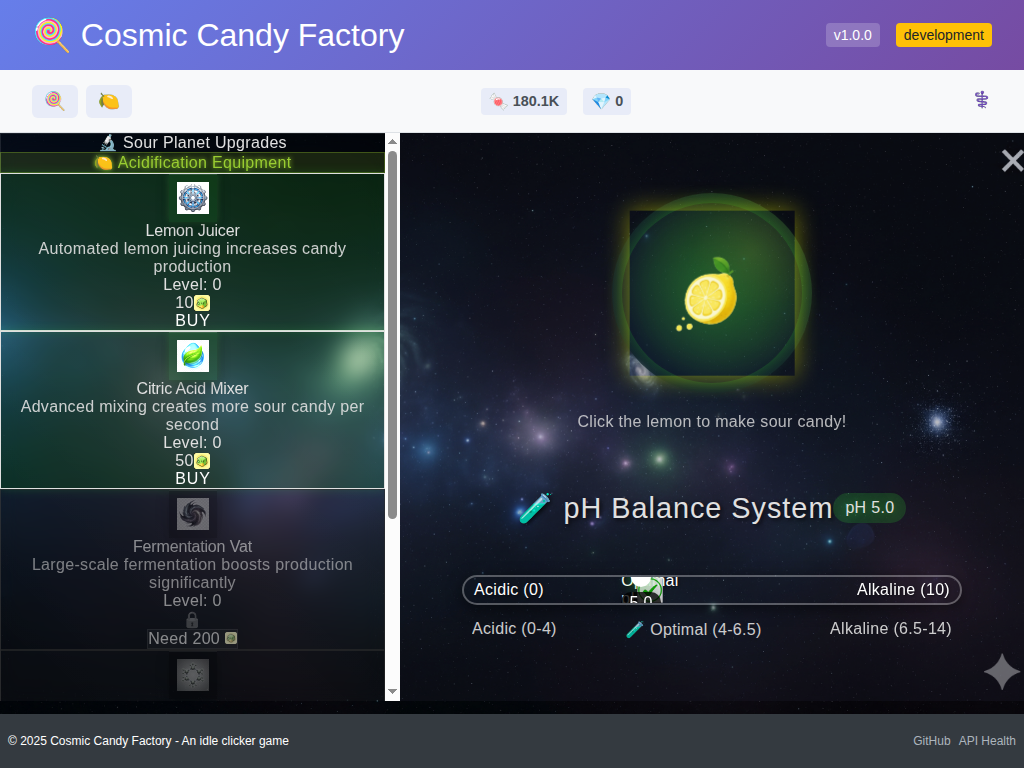 Cosmic Candy Factory
v1.0.0
development
180.1K
0
Sour Planet Upgrades
Acidification Equipment
Lemon Juicer
Automated lemon juicing increases candy
production
Level: 0
10
BUY
Citric Acid Mixer
Advanced mixing creates more sour candy per
second
Level: 0
50
BUY
Fermentation Vat
Large-scale fermentation boosts production
significantly
Level: 0
Need 200
Click the lemon to make sour candy!
pH Balance System
pH 5.0
Acidic (0)
5.0
Alkaline (10)
Acidic (0-4)
Optimal (4-6.5)
Alkaline (6.5-14)
© 2025 Cosmic Candy Factory - An idle clicker game
GitHub
API Health